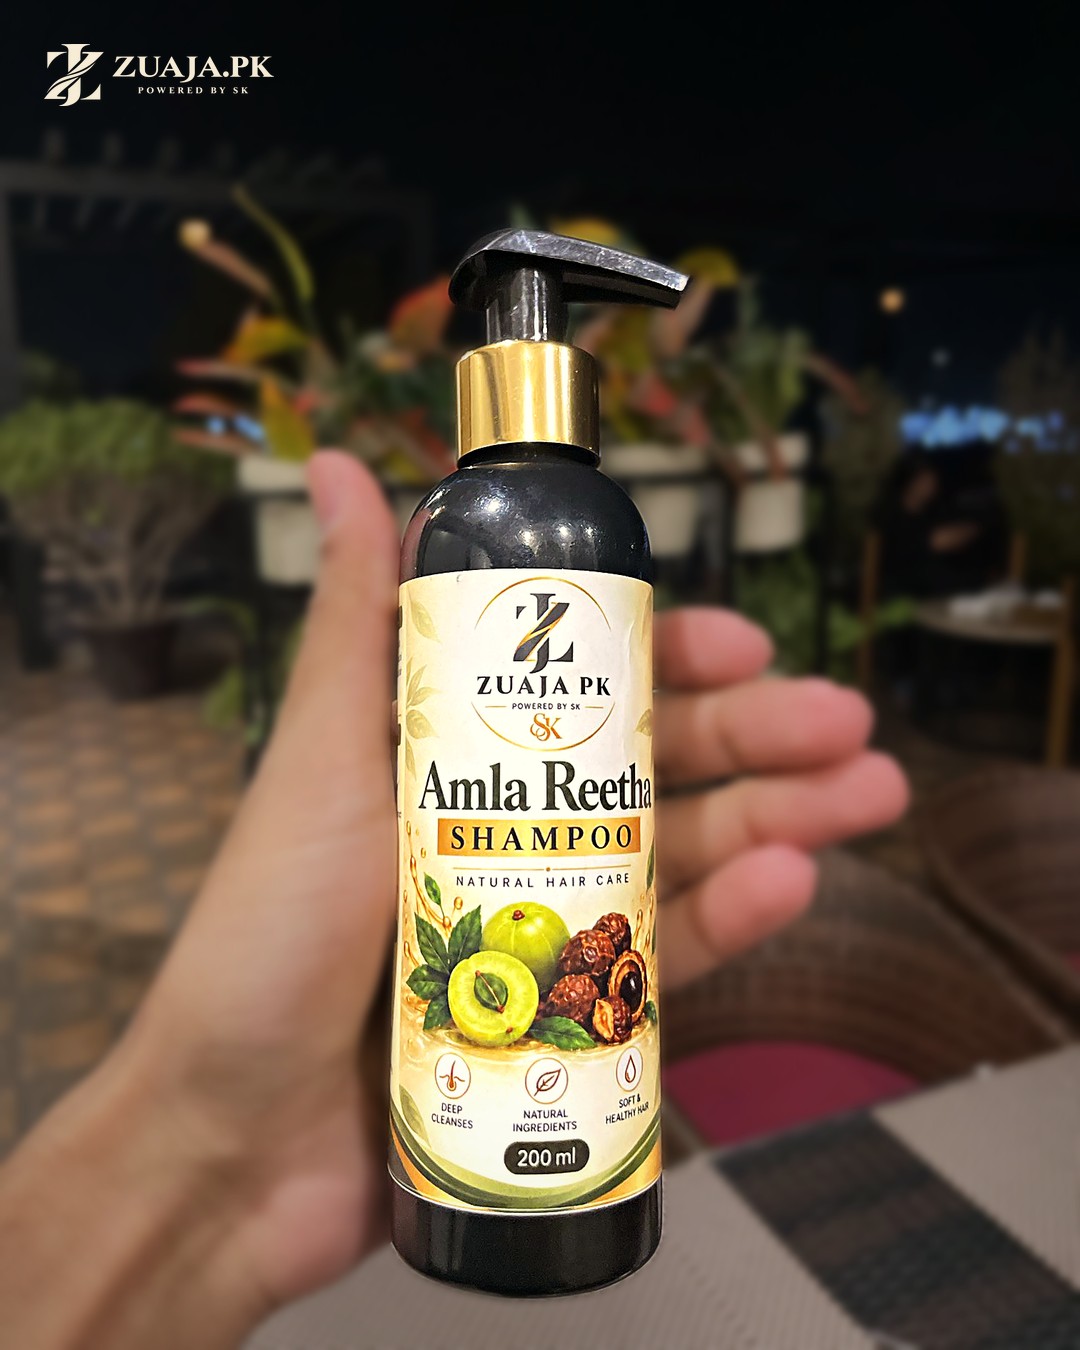 ZUAJA.PK
POWERED BY SK
ZUAJA PK
POWERED BY SK
SK
Amla Reetha
SHAMPOO
NATURAL HAIR CARE
DEEP
CLEANSES
NATURAL
INGREDIENTS
SOFT &
HEALTHY HAIR
200 ml